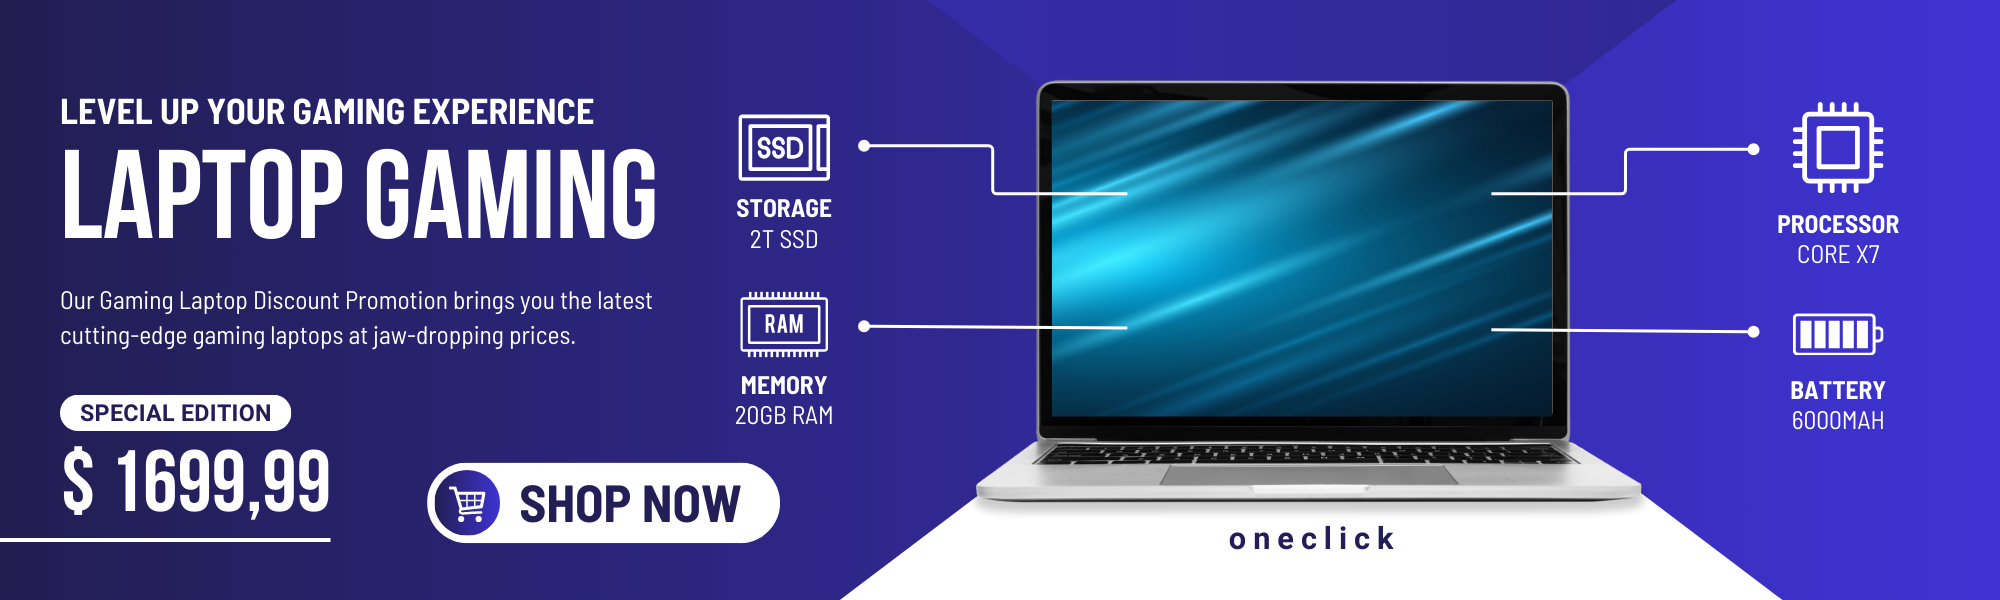 LEVEL UP YOUR GAMING EXPERIENCE
LAPTOP GAMING
Our Gaming Laptop Discount Promotion brings you the latest
cutting-edge gaming laptops at jaw-dropping prices.
SPECIAL EDITION
$ 1699,99
SHOP NOW
SSD
STORAGE
2T SSD
RAM
MEMORY
20GB RAM
PROCESSOR
CORE X7
BATTERY
6000MAH
oneclick